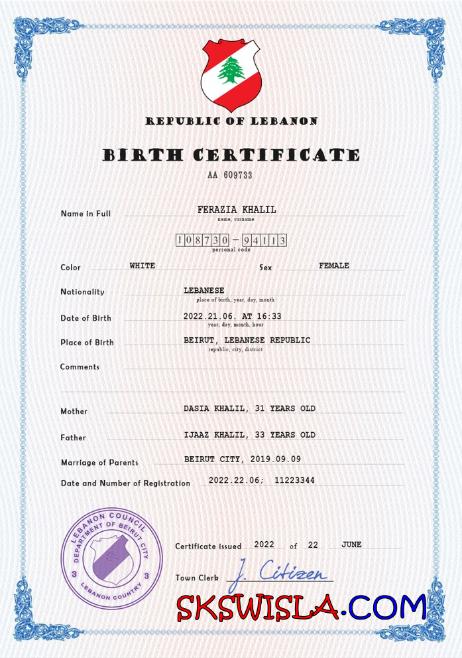 REPUBLIC OF LEBANON
BIRTH CERTIFICATE
AA 609733
Name in Full FERAZIA KHALIL
name, surname
108730-94113
personal code
Color WHITE Sex FEMALE
Nationality LEBANESE
place of birth, year, day, month
Date of Birth 2022.21.06. AT 16:33
year, day, month, hour
Place of Birth BEIRUT, LEBANESE REPUBLIC
republic, city, district
Comments
Mother DASIA KHALIL, 31 YEARS OLD
Father IJAAZ KHALIL, 33 YEARS OLD
Marriage of Parents BEIRUT CITY, 2019.09.09
Date and Number of Registration 2022.22.06; 11223344
LEBANON COUNCIL
DEPARTMENT OF BEIRUT CITY
3 3
LEBANON COUNTRY
Certificate issued 2022 of 22 JUNE
Town Clerk J. Citizen
SKSWISLA.COM